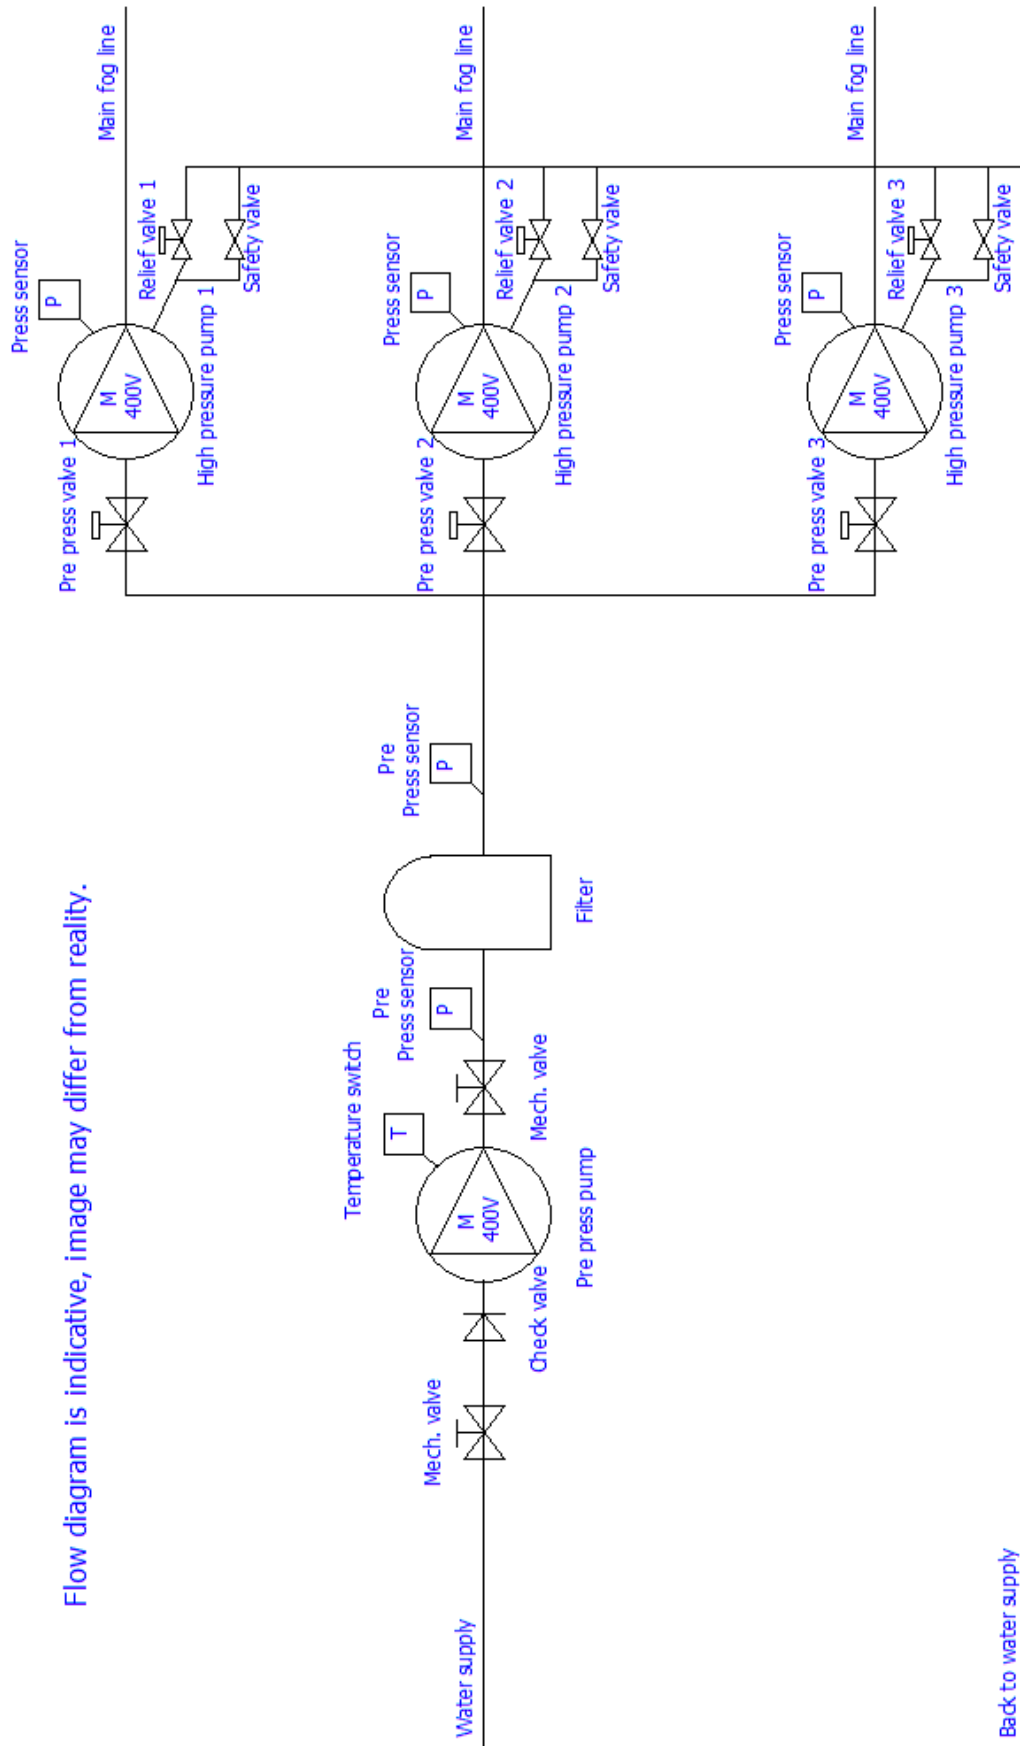 Flow diagram is indicative, image may differ from reality.
Water supply
Mech. valve
Check valve
M
400V
Pre press pump
T
Temperature switch
Mech. valve
P
Pre
Press sensor
Filter
P
Pre
Press sensor
Pre press valve 1
M
400V
High pressure pump 1
P
Press sensor
Relief valve 1
Safety valve
Main fog line
Pre press valve 2
M
400V
High pressure pump 2
P
Press sensor
Relief valve 2
Safety valve
Main fog line
Pre press valve 3
M
400V
High pressure pump 3
P
Press sensor
Relief valve 3
Safety valve
Main fog line
Back to water supply